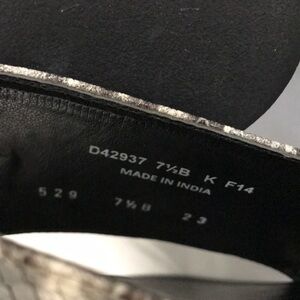 D42937 7½B K F14
MADE IN INDIA
529 7½B 23